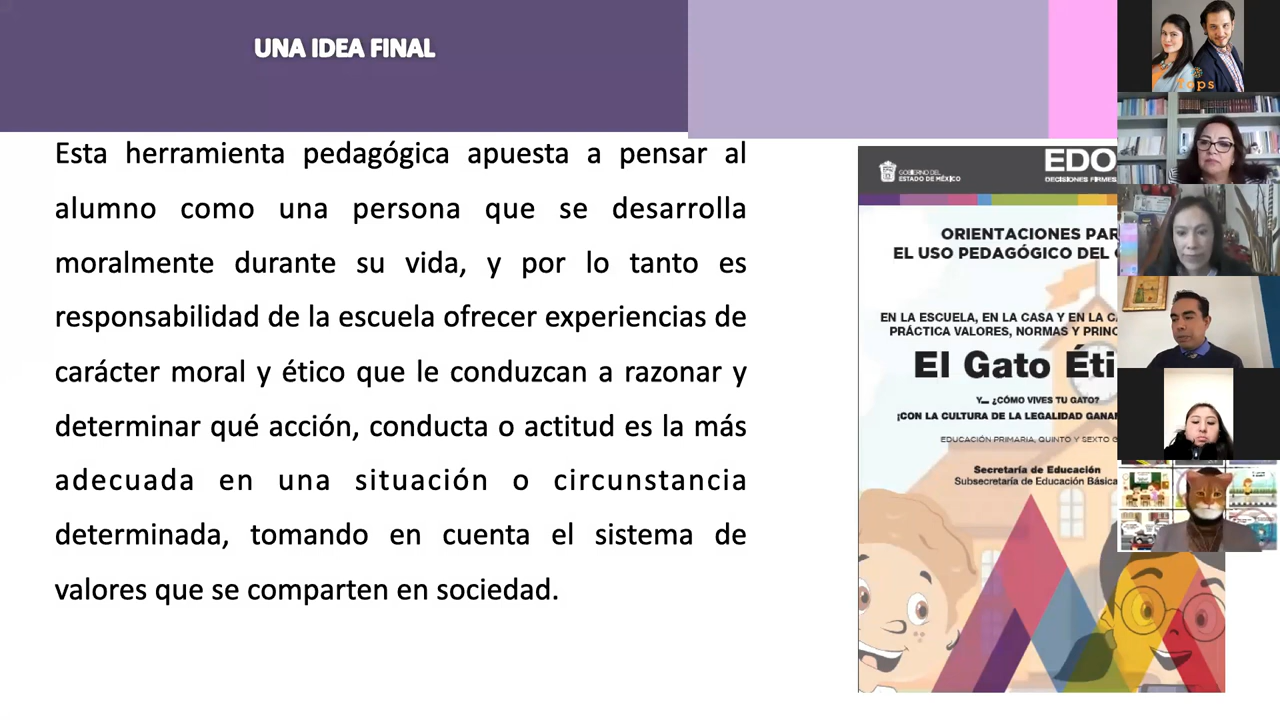 UNA IDEA FINAL
Esta herramienta pedagógica apuesta a pensar al
alumno como una persona que se desarrolla
moralmente durante su vida, y por lo tanto es
responsabilidad de la escuela ofrecer experiencias de
carácter moral y ético que le conduzcan a razonar y
determinar qué acción, conducta o actitud es la más
adecuada en una situación o circunstancia
determinada, tomando en cuenta el sistema de
valores que se comparten en sociedad.
GOBIERNO DEL
ESTADO DE MÉXICO
EDO
DECISIONES FIRMES
ORIENTACIONES PAR
EL USO PEDAGÓGICO DEL
EN LA ESCUELA, EN LA CASA Y EN LA C
PRÁCTICA VALORES, NORMAS Y PRINC
El Gato Éti
Y... ¿CÓMO VIVES TU GATO?
¡CON LA CULTURA DE LA LEGALIDAD GANA
EDUCACIÓN PRIMARIA, QUINTO Y SEXTO G
Secretaría de Educación
Subsecretaría de Educación Básica
ops